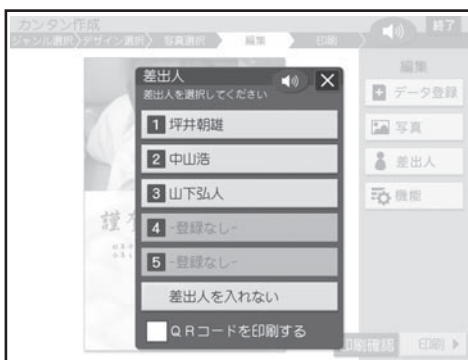 カンタン作成
終了
ジャンル選択 デザイン選択 写真選択 編集 印刷
編集
データ登録
写真
差出人
機能
差出人
差出人を選択してください
1 坪井朝雄
2 中山浩
3 山下弘人
4 -登録なし-
5 -登録なし-
差出人を入れない
QRコードを印刷する
謹
印刷確認
印刷